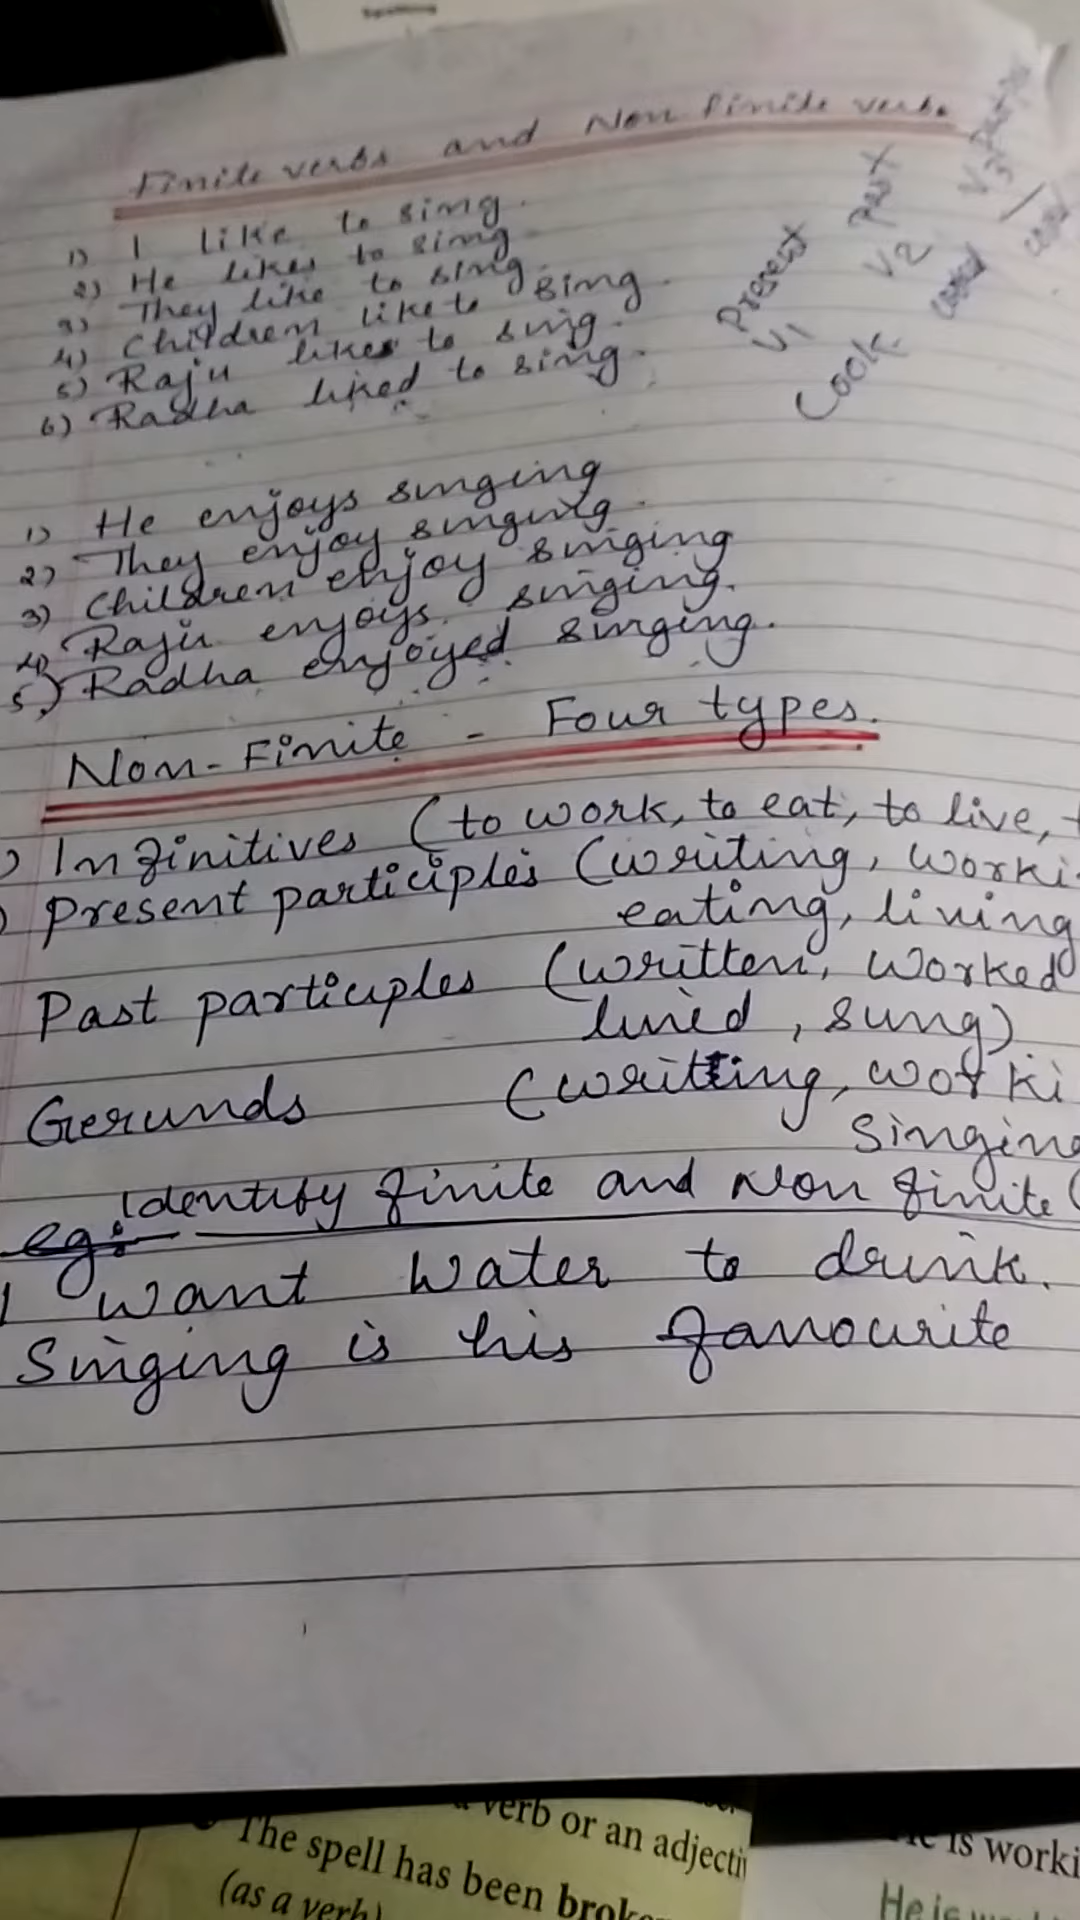 Finite verbs and Non Finite verbs
1) I like to sing.
2) He likes to sing.
3) They like to sing.
4) Children like to sing.
5) Raju likes to sing.
6) Radha liked to sing.
Present Past
V1 V2 V3
Cook
1) He enjoys singing
2) They enjoy singing.
3) Children enjoy singing
4) Raju enjoys singing.
5) Radha enjoyed singing.
Non-Finite - Four types.
) Infinitives (to work, to eat, to live,
) Present participles (writing, worki
eating, living
Past participles (written, worked
lived, sung)
Gerunds (writing, worki
Singing
Identify finite and Non finite (
eg:
I want water to drink.
Singing is his favourite
verb or an adjecti
The spell has been broke
(as a verb)
is worki
He is